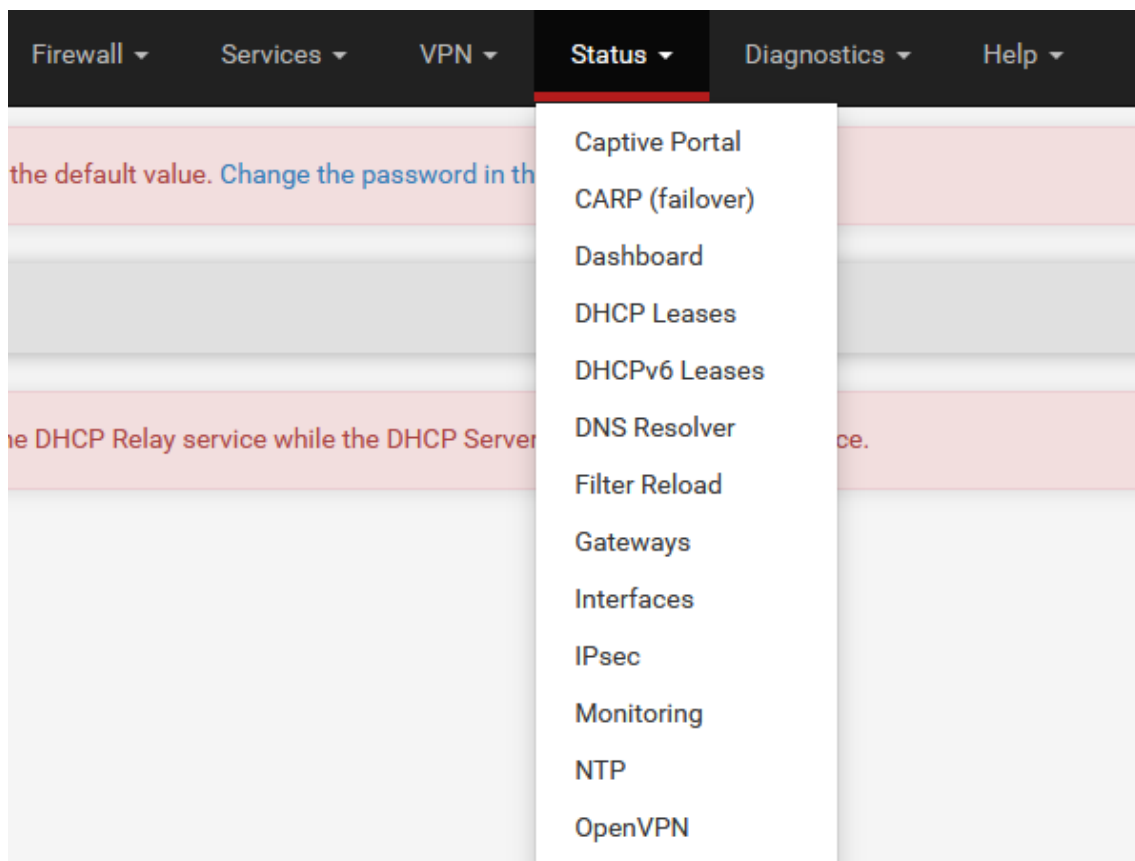 Firewall Services VPN Status Diagnostics Help
Captive Portal
the default value. Change the password in th
CARP (failover)
Dashboard
DHCP Leases
DHCPv6 Leases
DNS Resolver
DHCP Relay service while the DHCP Server ce.
Filter Reload
Gateways
Interfaces
IPsec
Monitoring
NTP
OpenVPN